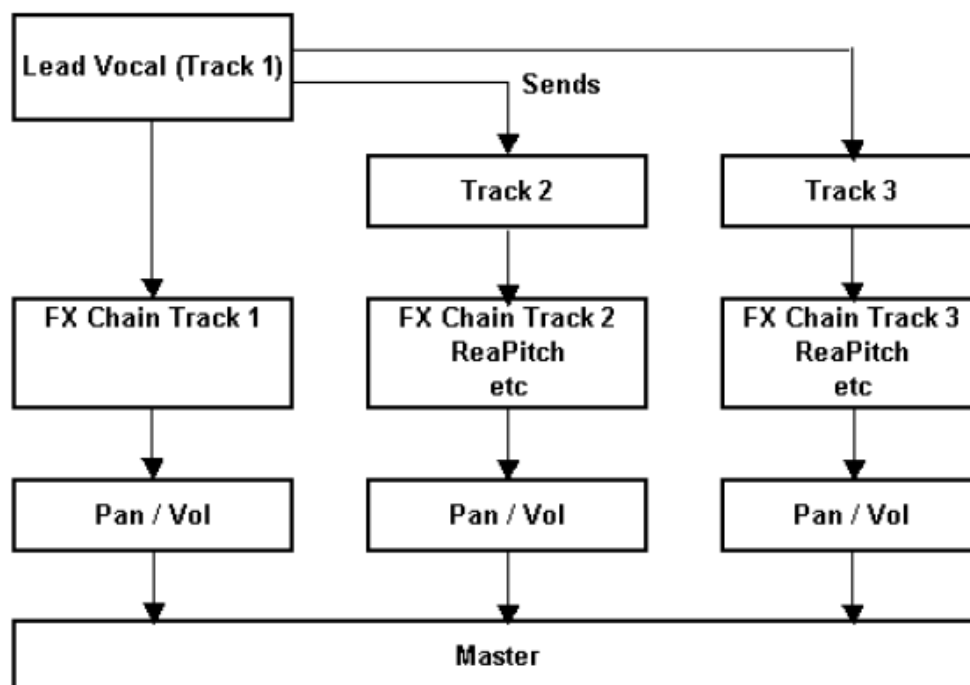 Lead Vocal (Track 1)
Sends
Track 2
Track 3
FX Chain Track 1
FX Chain Track 2
ReaPitch
etc
FX Chain Track 3
ReaPitch
etc
Pan / Vol
Pan / Vol
Pan / Vol
Master